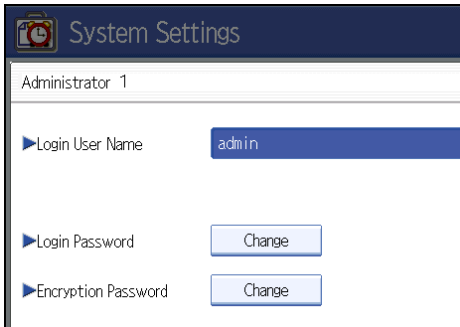 System Settings
Administrator 1
▶Login User Name admin
▶Login Password Change
▶Encryption Password Change